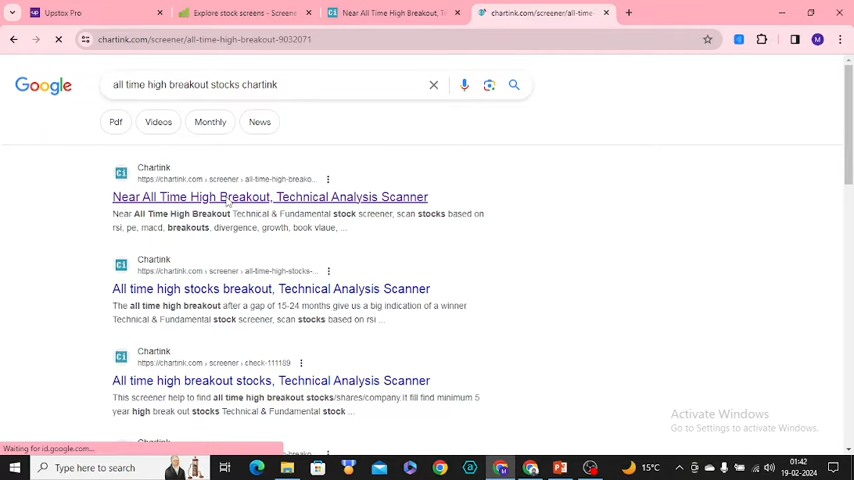 Upstox Pro
Explore stock screens - Screene
Near All Time High Breakout, T
chartink.com/screener/all-time-
chartink.com/screener/all-time-high-breakout-9032071
M
Google
all time high breakout stocks chartink
Pdf
Videos
Monthly
News
Ci
Chartink
https://chartink.com › screener › all-time-high-breako...
Near All Time High Breakout, Technical Analysis Scanner
Near All Time High Breakout Technical & Fundamental stock screener, scan stocks based on
rsi, pe, macd, breakouts, divergence, growth, book vlaue, ...
Ci
Chartink
https://chartink.com › screener › all-time-high-stocks-...
All time high stocks breakout, Technical Analysis Scanner
The all time high breakout after a gap of 15-24 months give us a big indication of a winner
Technical & Fundamental stock screener, scan stocks based on rsi ...
Ci
Chartink
https://chartink.com › screener › check-111189
All time high breakout stocks, Technical Analysis Scanner
This screener help to find all time high breakout stocks/shares/company.It fill find minimum 5
year high break out stocks Technical & Fundamental stock ...
Activate Windows
Go to Settings to activate Windows.
Waiting for id.google.com...
Type here to search
15°C
01:42
19-02-2024